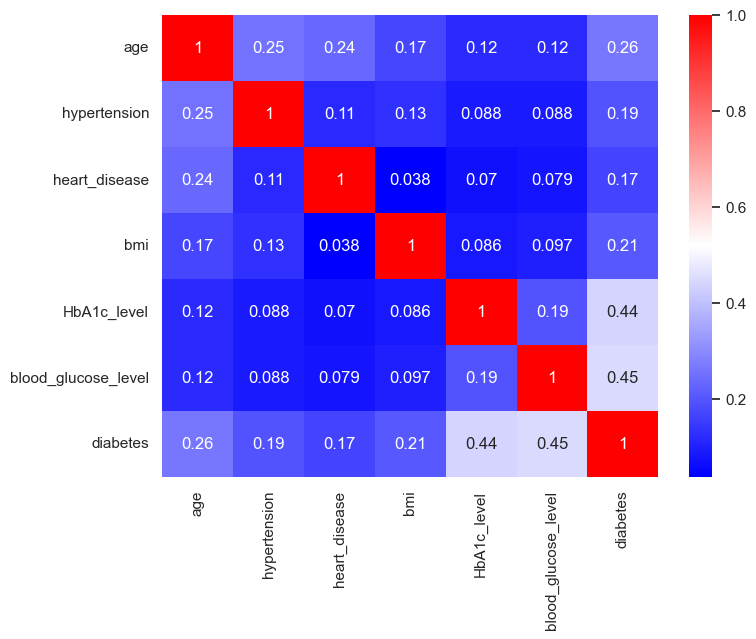 age 1 0.25 0.24 0.17 0.12 0.12 0.26
hypertension 0.25 1 0.11 0.13 0.088 0.088 0.19
heart_disease 0.24 0.11 1 0.038 0.07 0.079 0.17
bmi 0.17 0.13 0.038 1 0.086 0.097 0.21
HbA1c_level 0.12 0.088 0.07 0.086 1 0.19 0.44
blood_glucose_level 0.12 0.088 0.079 0.097 0.19 1 0.45
diabetes 0.26 0.19 0.17 0.21 0.44 0.45 1
age
hypertension
heart_disease
bmi
HbA1c_level
blood_glucose_level
diabetes
1.0
0.8
0.6
0.4
0.2